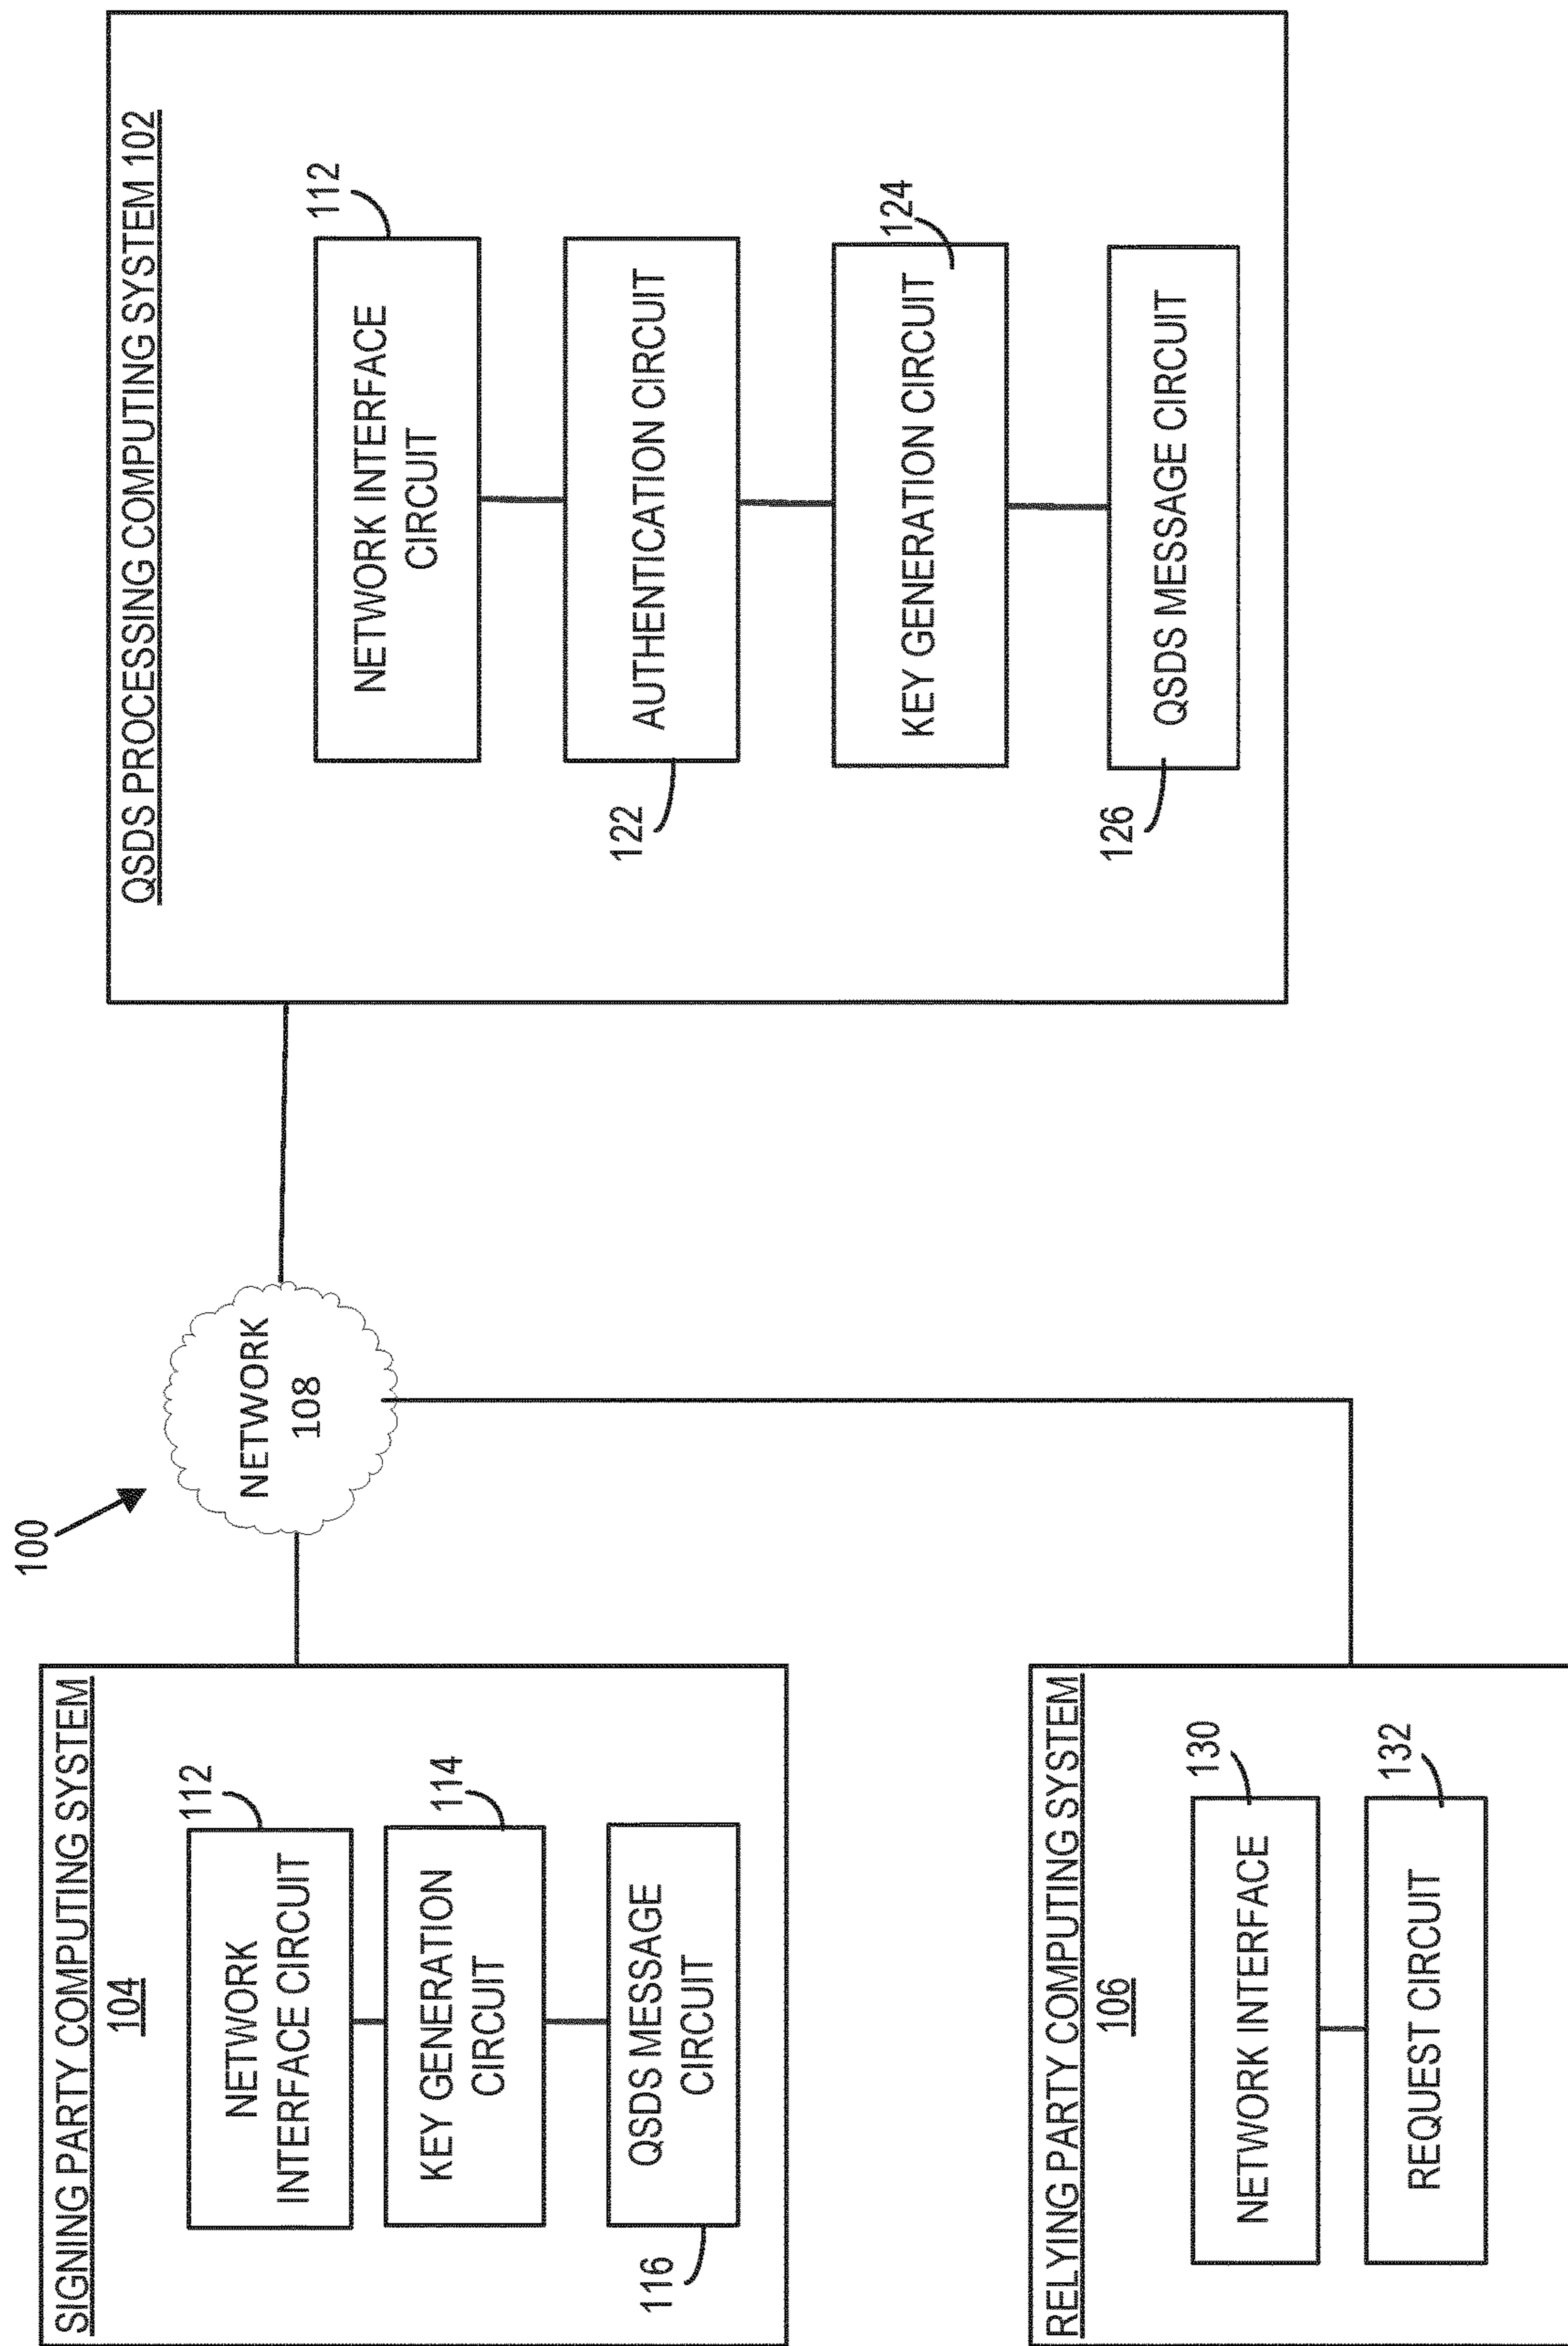 100
SIGNING PARTY COMPUTING SYSTEM
104
NETWORK
INTERFACE CIRCUIT
112
KEY GENERATION
CIRCUIT
114
QSDS MESSAGE
CIRCUIT
116
NETWORK
108
RELYING PARTY COMPUTING SYSTEM
106
NETWORK INTERFACE
130
REQUEST CIRCUIT
132
QSDS PROCESSING COMPUTING SYSTEM 102
NETWORK INTERFACE
CIRCUIT
112
AUTHENTICATION CIRCUIT
122
KEY GENERATION CIRCUIT
124
QSDS MESSAGE CIRCUIT
126